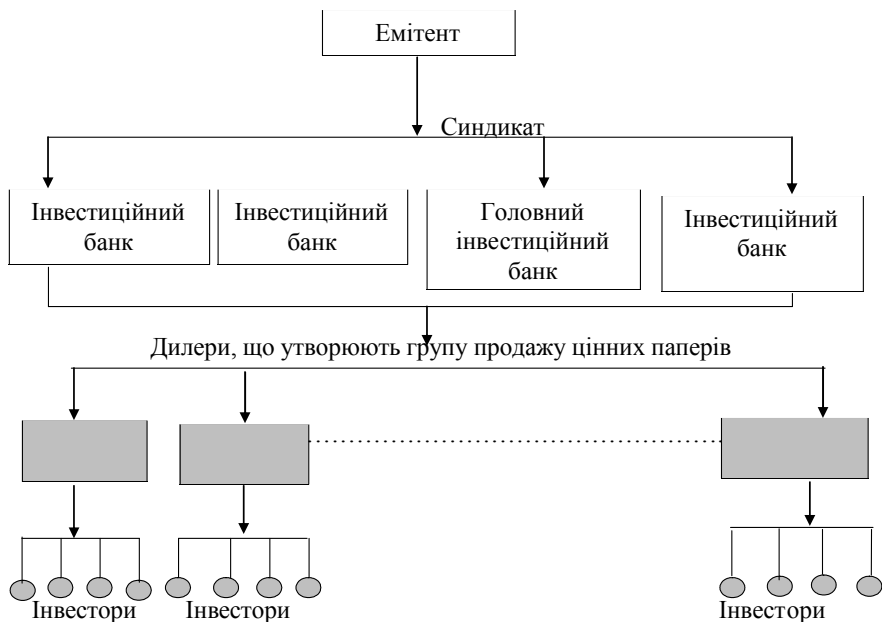 Емітент
Синдикат
Інвестиційний
банк
Інвестиційний
банк
Головний
інвестиційний
банк
Інвестиційний
банк
Дилери, що утворюють групу продажу цінних паперів
Інвестори
Інвестори
Інвестори